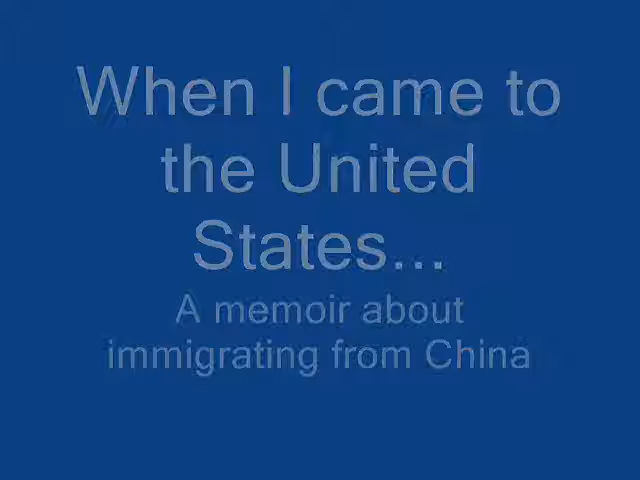 When I came to
the United
States...
A memoir about
immigrating from China